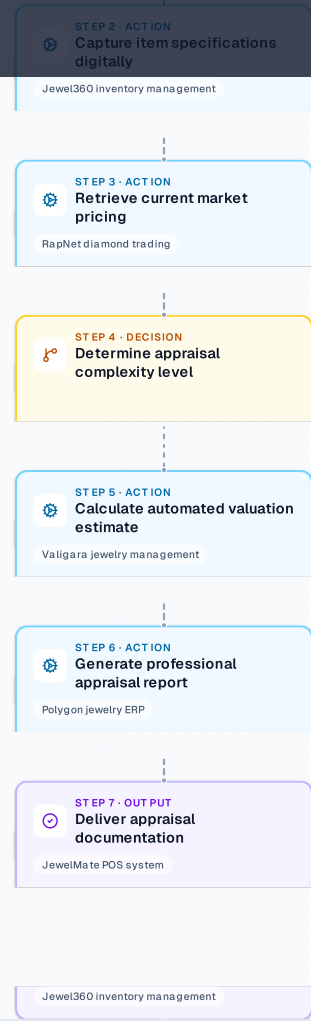 STEP 2 · ACTION
Capture item specifications
digitally
Jewel360 inventory management
STEP 3 · ACTION
Retrieve current market
pricing
RapNet diamond trading
STEP 4 · DECISION
Determine appraisal
complexity level
STEP 5 · ACTION
Calculate automated valuation
estimate
Valigara jewelry management
STEP 6 · ACTION
Generate professional
appraisal report
Polygon jewelry ERP
STEP 7 · OUTPUT
Deliver appraisal
documentation
JewelMate POS system
Jewel360 inventory management